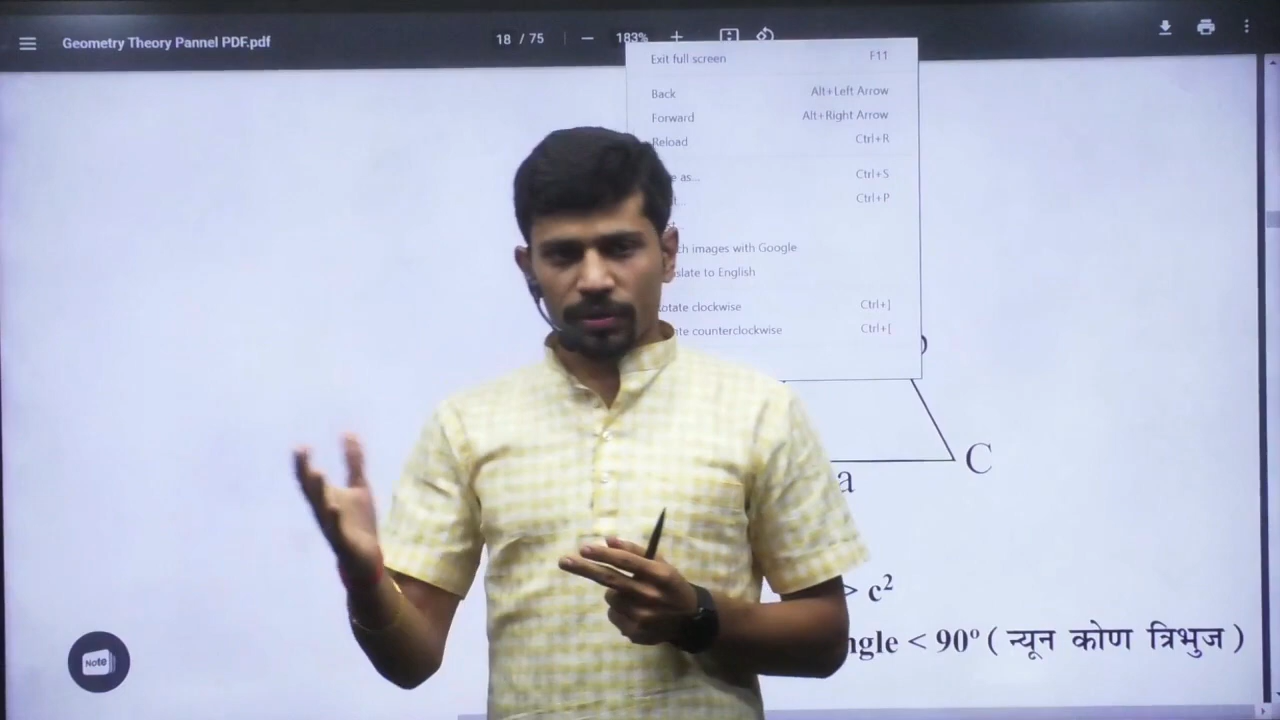 Geometry Theory Pannel PDF.pdf
18 / 75
183%
Exit full screen F11
Back Alt+Left Arrow
Forward Alt+Right Arrow
Reload Ctrl+R
as... Ctrl+S
Ctrl+P
images with Google
to English Ctrl+]
clockwise
counterclockwise Ctrl+[
C
a
> c²
< 90° ( न्यून कोण त्रिभुज )
Note